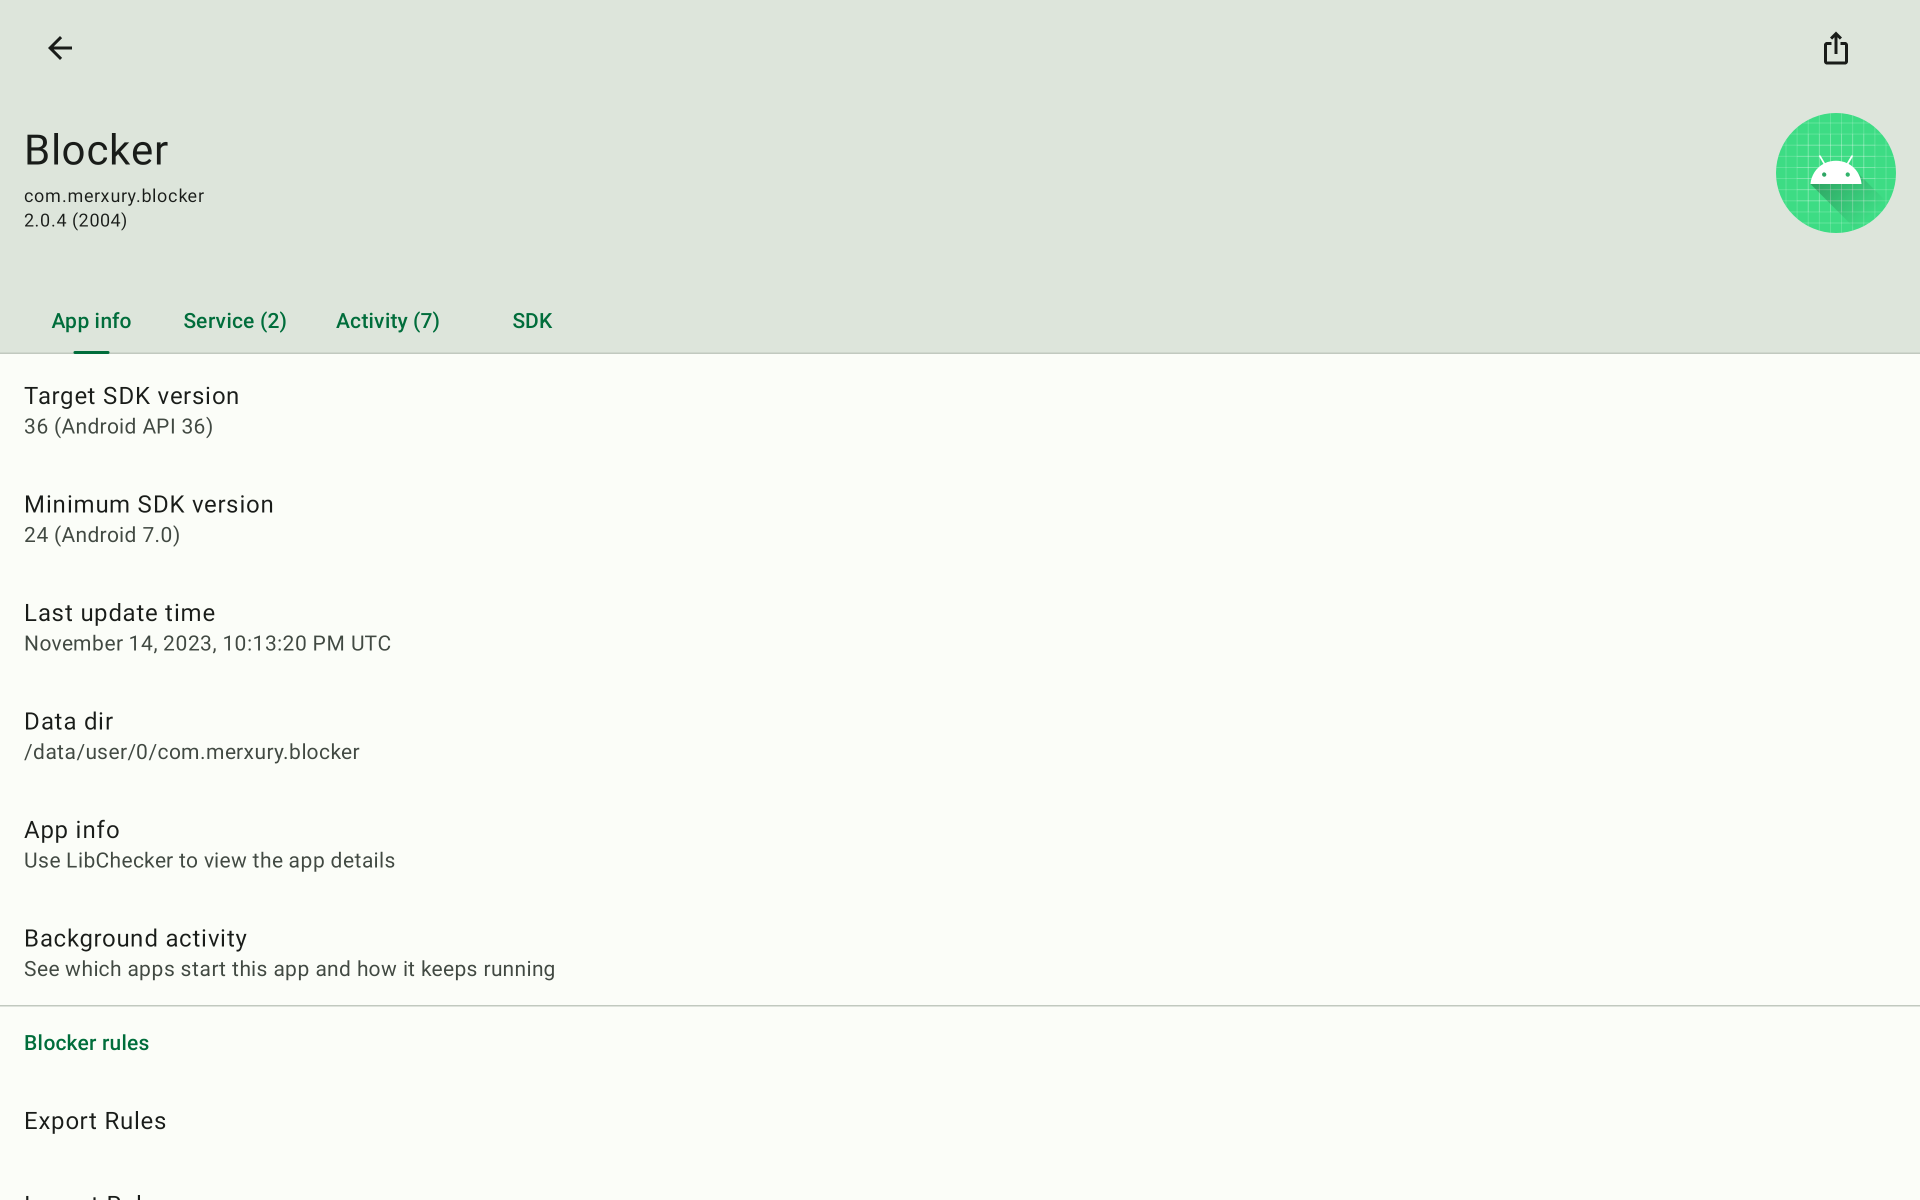 Blocker
com.merxury.blocker
2.0.4 (2004)
App info
Service (2)
Activity (7)
SDK
Target SDK version
36 (Android API 36)
Minimum SDK version
24 (Android 7.0)
Last update time
November 14, 2023, 10:13:20 PM UTC
Data dir
/data/user/0/com.merxury.blocker
App info
Use LibChecker to view the app details
Background activity
See which apps start this app and how it keeps running
Blocker rules
Export Rules